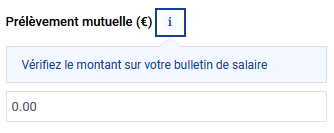 Prélèvement mutuelle (€) i
Vérifiez le montant sur votre bulletin de salaire
0.00